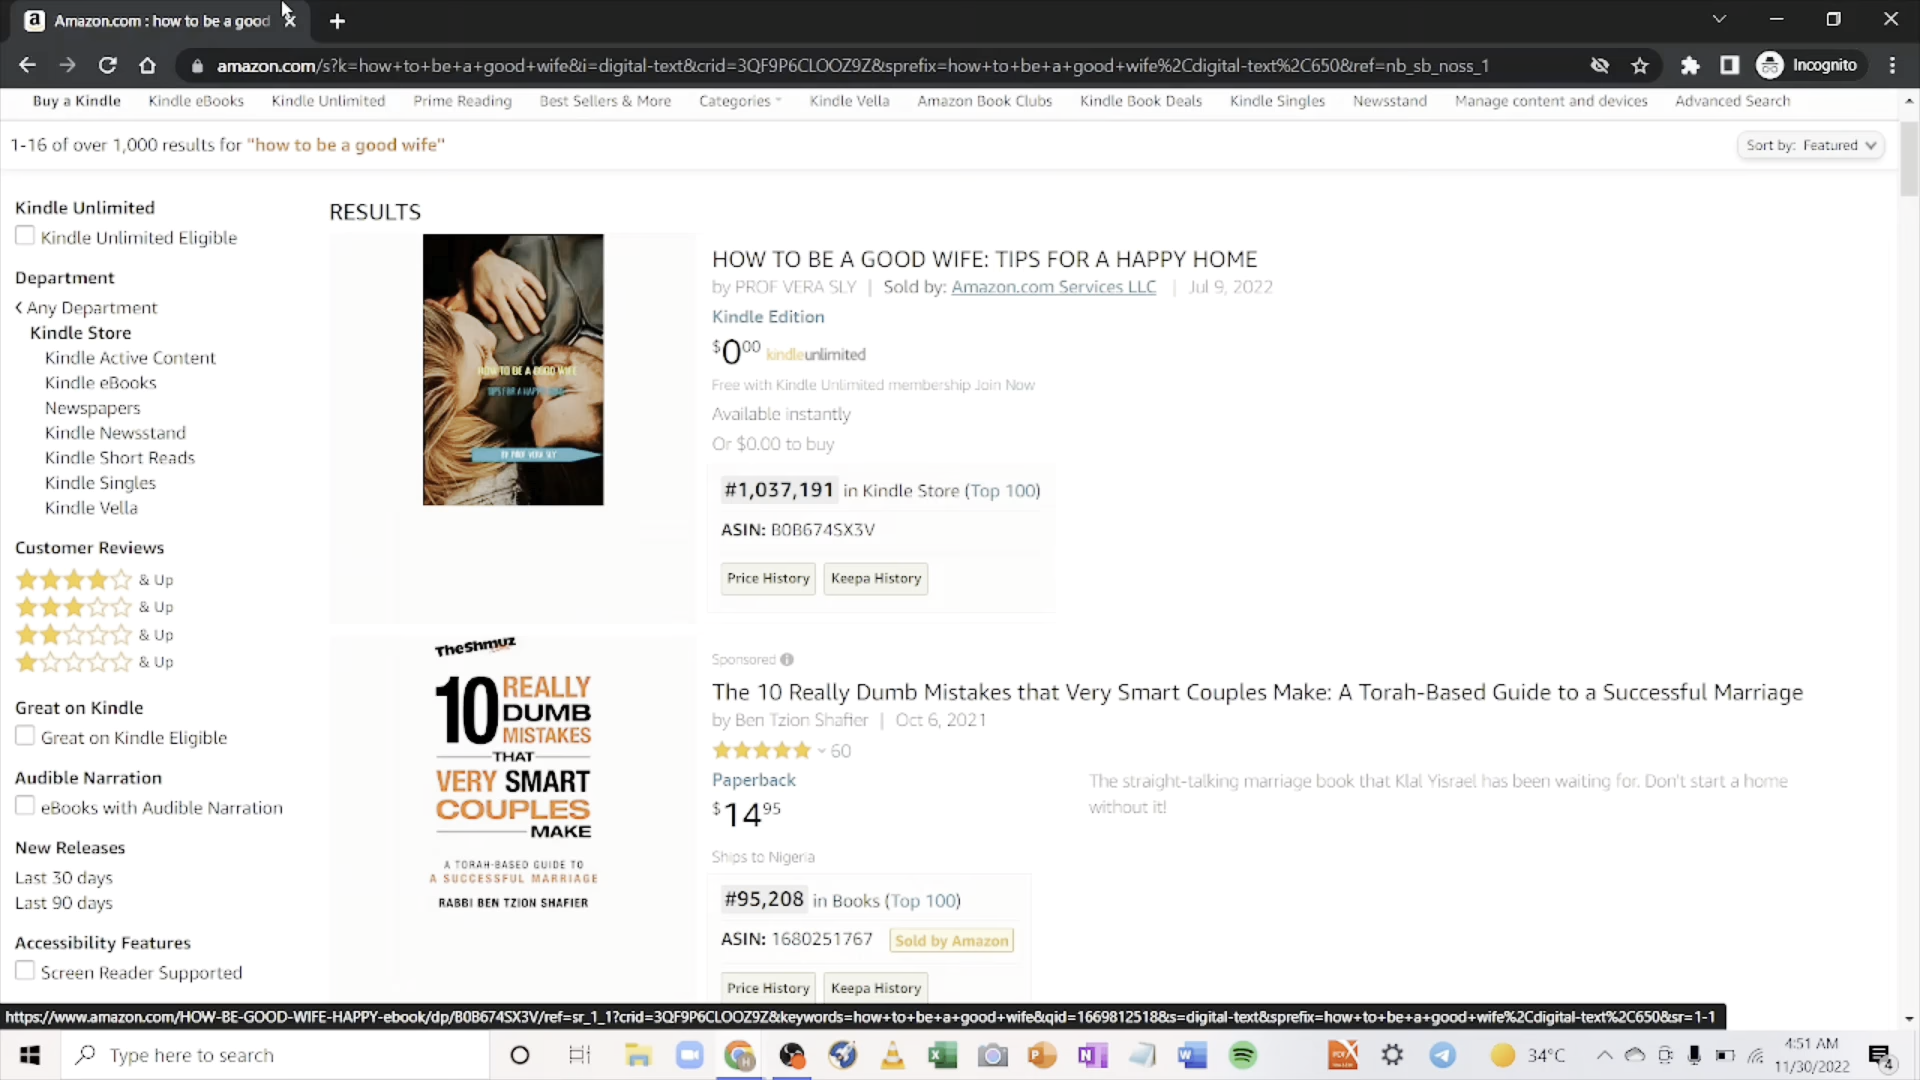 Amazon.com : how to be a good
amazon.com/s?k=how+to+be+a+good+wife&i=digital-text&crid=3QF9P6CLOOZ9Z&sprefix=how+to+be+a+good+wife%2Cdigital-text%2C650&ref=nb_sb_noss_1
Incognito
Buy a Kindle Kindle eBooks Kindle Unlimited Prime Reading Best Sellers & More Categories Kindle Vella Amazon Book Clubs Kindle Book Deals Kindle Singles Newsstand Manage content and devices Advanced Search
1-16 of over 1,000 results for "how to be a good wife"
Sort by: Featured
Kindle Unlimited
Kindle Unlimited Eligible
Department
Any Department
Kindle Store
Kindle Active Content
Kindle eBooks
Newspapers
Kindle Newsstand
Kindle Short Reads
Kindle Singles
Kindle Vella
Customer Reviews
& Up
& Up
& Up
& Up
Great on Kindle
Great on Kindle Eligible
Audible Narration
eBooks with Audible Narration
New Releases
Last 30 days
Last 90 days
Accessibility Features
Screen Reader Supported
RESULTS
HOW TO BE A GOOD WIFE
TIPS FOR A HAPPY HOME
BY PROF VERA SLY
HOW TO BE A GOOD WIFE: TIPS FOR A HAPPY HOME
by PROF VERA SLY | Sold by: Amazon.com Services LLC | Jul 9, 2022
Kindle Edition
$0.00 kindleunlimited
Free with Kindle Unlimited membership Join Now
Available instantly
Or $0.00 to buy
#1,037,191 in Kindle Store (Top 100)
ASIN: B0B674SX3V
Price History Keepa History
TheShmuz
10 REALLY
DUMB
MISTAKES
THAT
VERY SMART
COUPLES
MAKE
A TORAH-BASED GUIDE TO
A SUCCESSFUL MARRIAGE
RABBI BEN TZION SHAFIER
Sponsored
The 10 Really Dumb Mistakes that Very Smart Couples Make: A Torah-Based Guide to a Successful Marriage
by Ben Tzion Shafier | Oct 6, 2021
60
Paperback
$14.95
The straight-talking marriage book that Klal Yisrael has been waiting for. Don't start a home
without it!
Ships to Nigeria
#95,208 in Books (Top 100)
ASIN: 1680251767 Sold by Amazon
Price History Keepa History
https://www.amazon.com/HOW-BE-GOOD-WIFE-HAPPY-ebook/dp/B0B674SX3V/ref=sr_1_1?crid=3QF9P6CLOOZ9Z&keywords=how+to+be+a+good+wife&qid=1669812518&s=digital-text&sprefix=how+to+be+a+good+wife%2Cdigital-text%2C650&sr=1-1
Type here to search
34°C
4:51 AM
11/30/2022
4